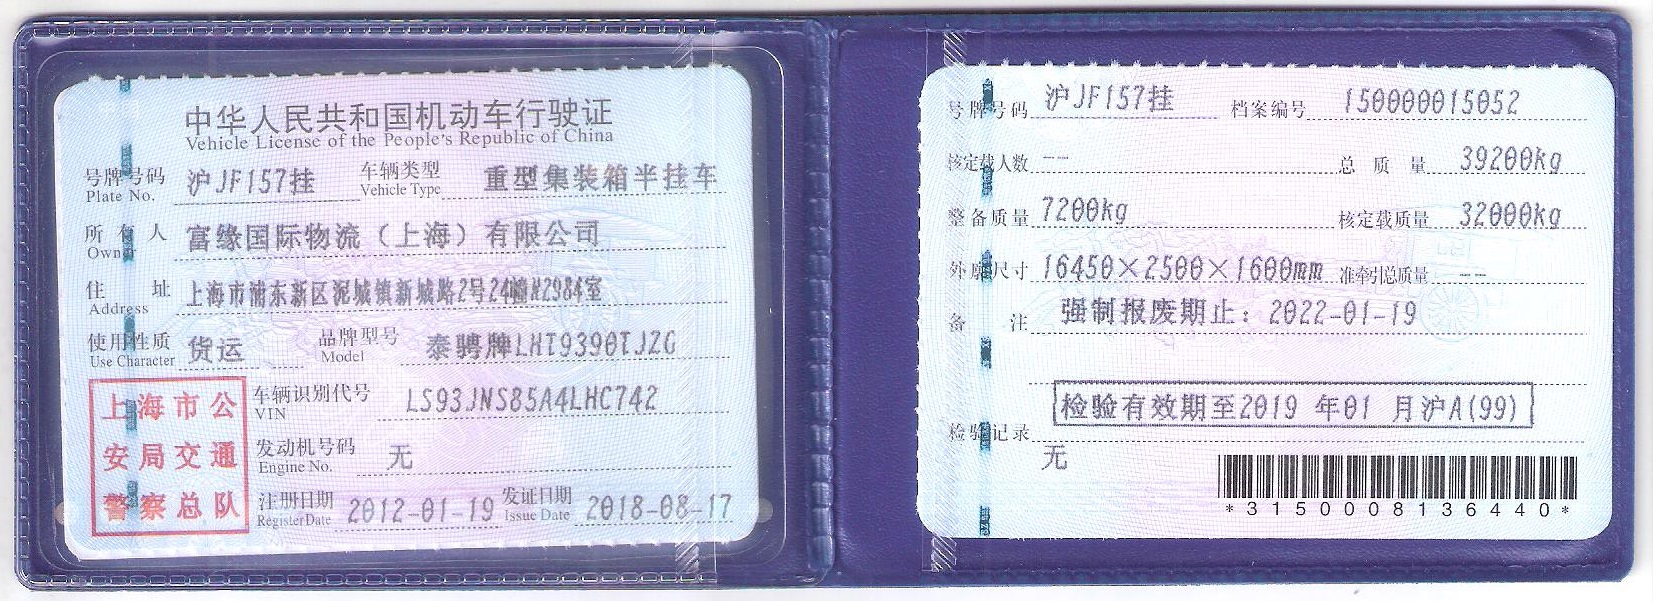 中华人民共和国机动车行驶证
Vehicle License of the People's Republic of China
号牌号码 沪JF157挂 车辆类型 重型集装箱半挂车
Plate No. Vehicle Type
所有人 富缘国际物流（上海）有限公司
Owner
住址 上海市浦东新区泥城镇新城路2号24幢N2984室
Address
使用性质 货运 品牌型号 泰骋牌LHT9390TJZG
Use Character Model
上海市公
安局交通
警察总队
车辆识别代号 LS93JNS85A4LHC742
VIN
发动机号码 无
Engine No.
注册日期 2012-01-19 发证日期 2018-08-17
Register Date Issue Date
号牌号码 沪JF157挂 档案编号 150000015052
核定载人数 -- 总质量 39200kg
整备质量 7200kg 核定载质量 32000kg
外廓尺寸 16450×2500×1600mm 准牵引总质量 --
备注 强制报废期止：2022-01-19
检验有效期至2019 年01 月沪A(99)
检验记录
无
*3150008136440*